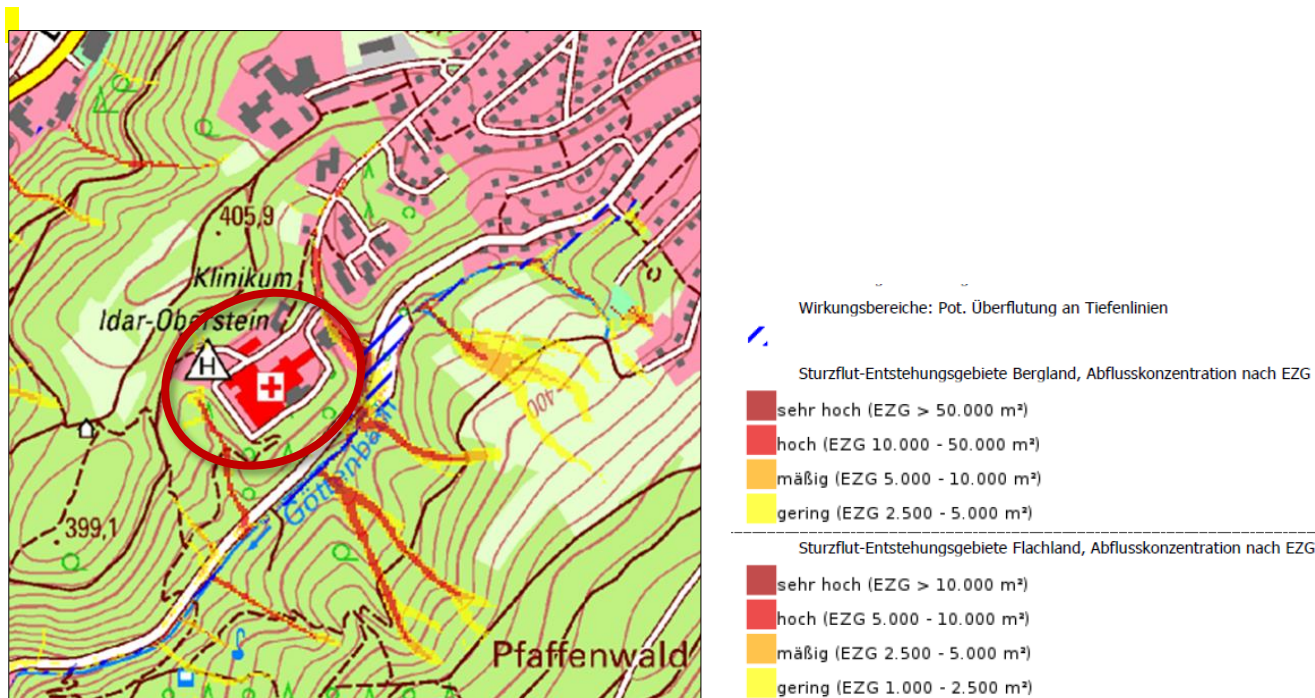 405,9
Klinikum
Idar-Oberstein
H
400
Göttenbach
399,1
Pfaffenwald
Wirkungsbereiche: Pot. Überflutung an Tiefenlinien
Sturzflut-Entstehungsgebiete Bergland, Abflusskonzentration nach EZG
sehr hoch (EZG > 50.000 m²)
hoch (EZG 10.000 - 50.000 m²)
mäßig (EZG 5.000 - 10.000 m²)
gering (EZG 2.500 - 5.000 m²)
Sturzflut-Entstehungsgebiete Flachland, Abflusskonzentration nach EZG
sehr hoch (EZG > 10.000 m²)
hoch (EZG 5.000 - 10.000 m²)
mäßig (EZG 2.500 - 5.000 m²)
gering (EZG 1.000 - 2.500 m²)